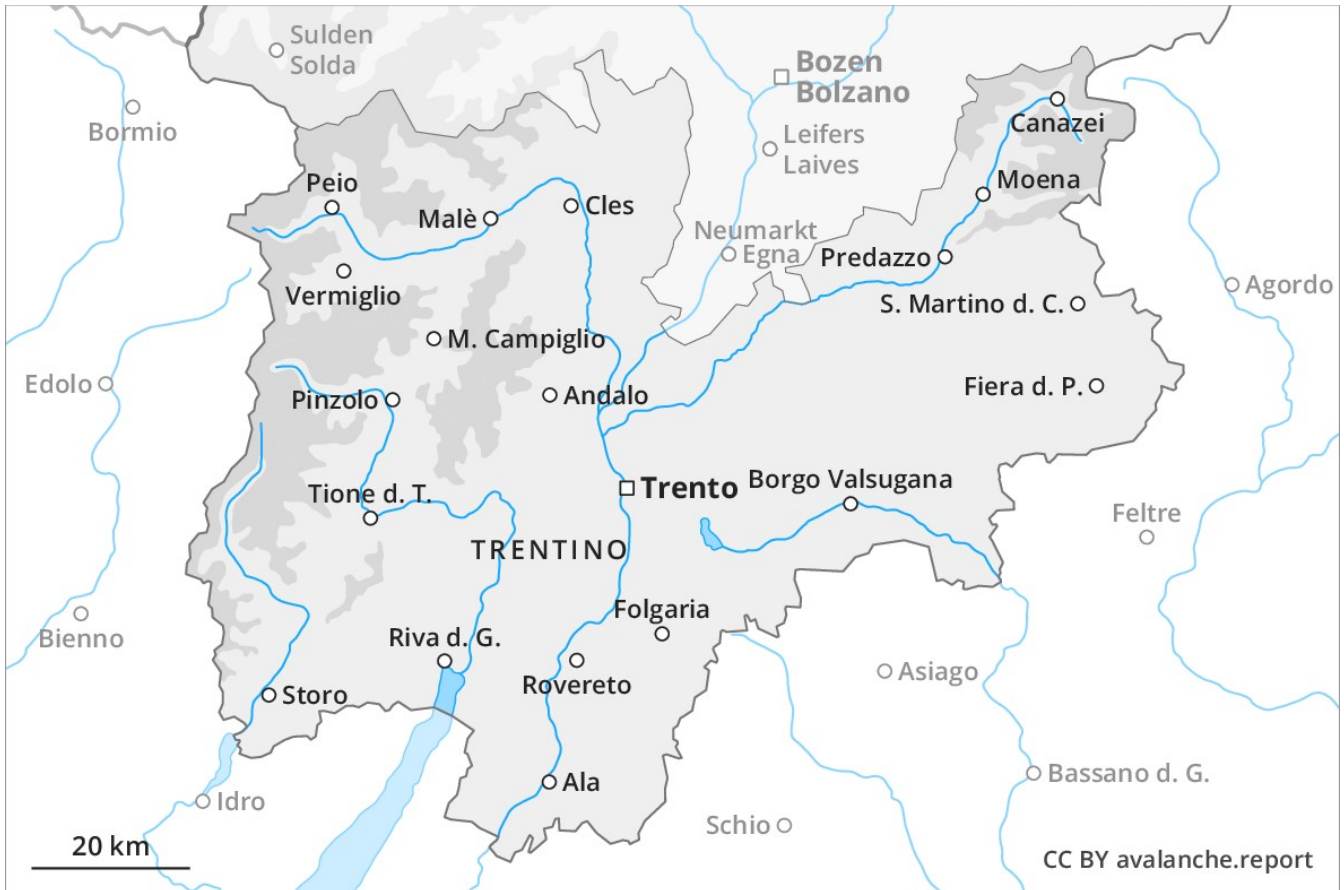 Sulden
Solda
Bozen
Bolzano
Bormio
Canazei
Leifers
Laives
Peio
Moena
Malè
Cles
Neumarkt
Egna
Predazzo
Vermiglio
Agordo
S. Martino d. C.
M. Campiglio
Edolo
Pinzolo
Andalo
Fiera d. P.
Tione d. T.
Trento
Borgo Valsugana
Feltre
TRENTINO
Folgaria
Bienno
Riva d. G.
Asiago
Rovereto
Storo
Ala
Bassano d. G.
Idro
Schio
20 km
CC BY avalanche.report